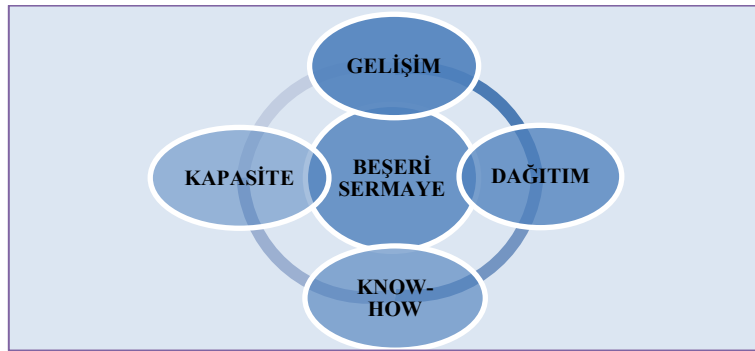 GELİŞİM
KAPASİTE
BEŞERİ
SERMAYE
DAĞITIM
KNOW-
HOW